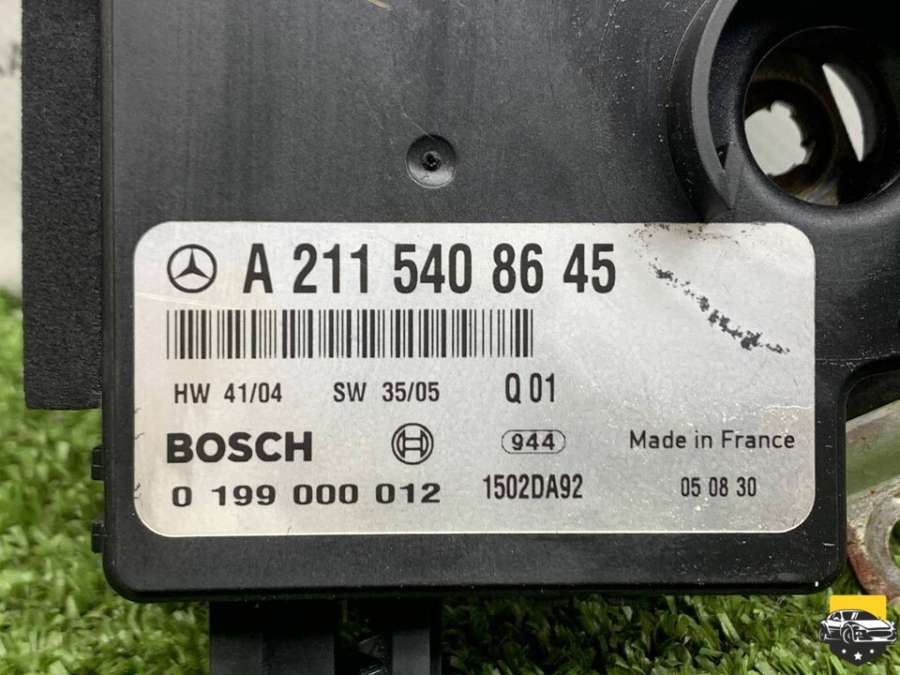 A 211 540 86 45
HW 41/04 SW 35/05 Q 01
BOSCH 944 Made in France
0 199 000 012 1502DA92 05 08 30